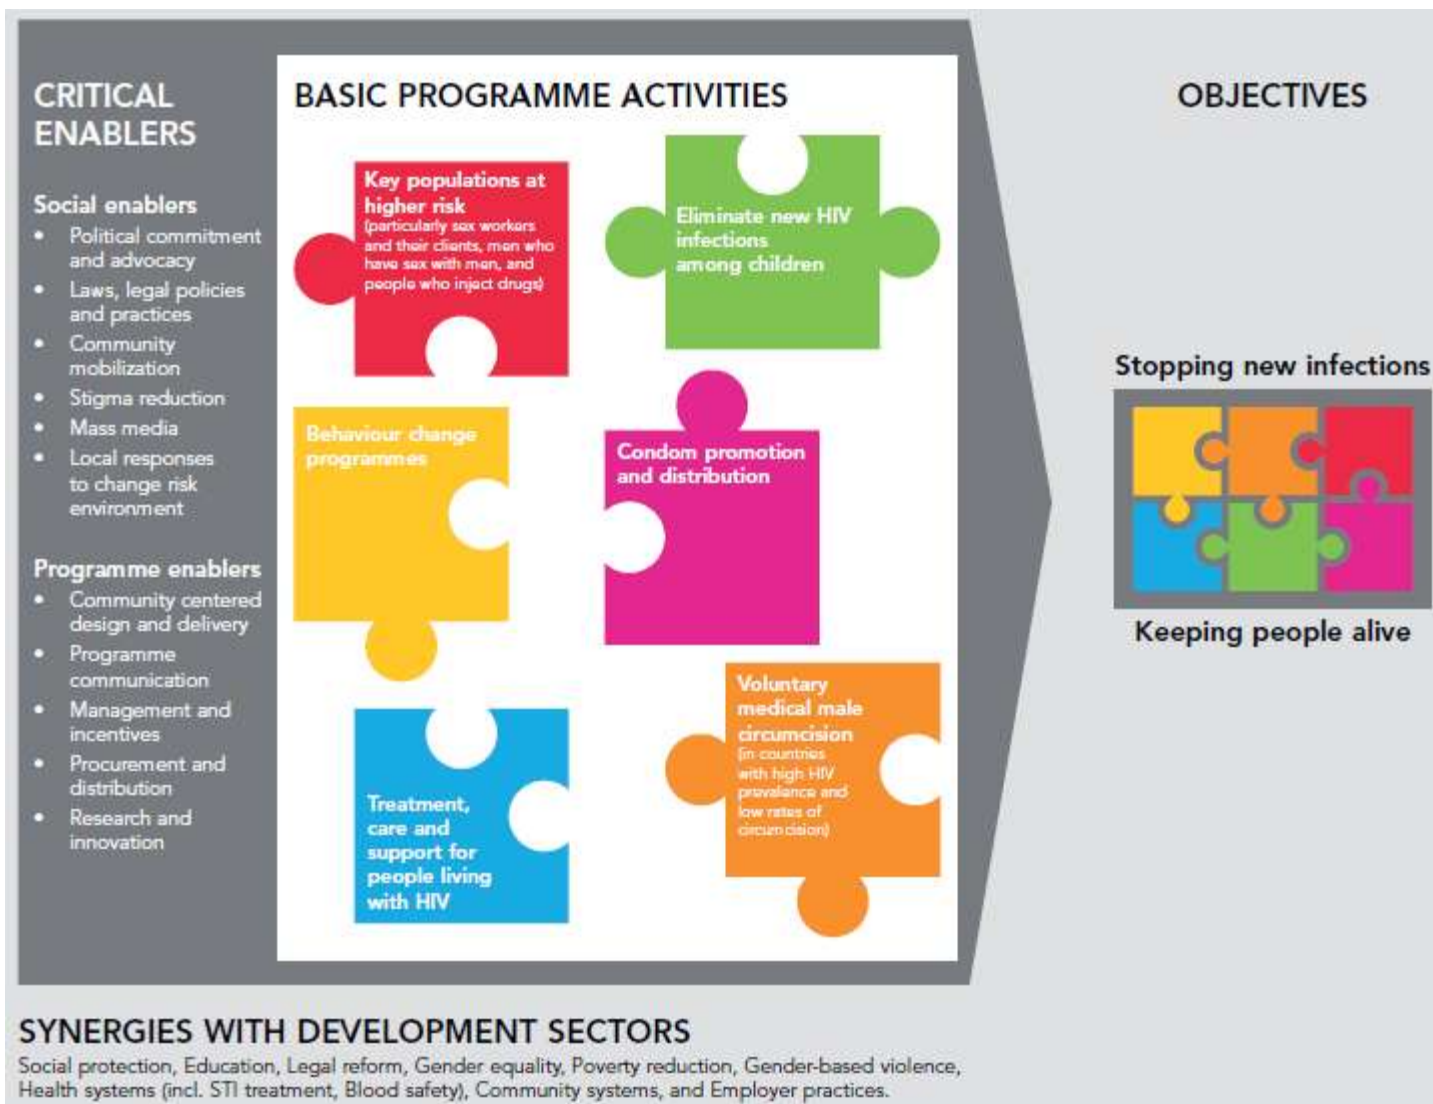 CRITICAL
ENABLERS
Social enablers
• Political commitment
and advocacy
• Laws, legal policies
and practices
• Community
mobilization
• Stigma reduction
• Mass media
• Local responses
to change risk
environment
Programme enablers
• Community centered
design and delivery
• Programme
communication
• Management and
incentives
• Procurement and
distribution
• Research and
innovation
BASIC PROGRAMME ACTIVITIES
Key populations at
higher risk
(particularly sex workers
and their clients, men who
have sex with men, and
people who inject drugs)
Eliminate new HIV
infections
among children
Behaviour change
programmes
Condom promotion
and distribution
Treatment,
care and
support for
people living
with HIV
Voluntary
medical male
circumcision
(in countries
with high HIV
prevalence and
low rates of
circumcision)
OBJECTIVES
Stopping new infections
Keeping people alive
SYNERGIES WITH DEVELOPMENT SECTORS
Social protection, Education, Legal reform, Gender equality, Poverty reduction, Gender-based violence,
Health systems (incl. STI treatment, Blood safety), Community systems, and Employer practices.